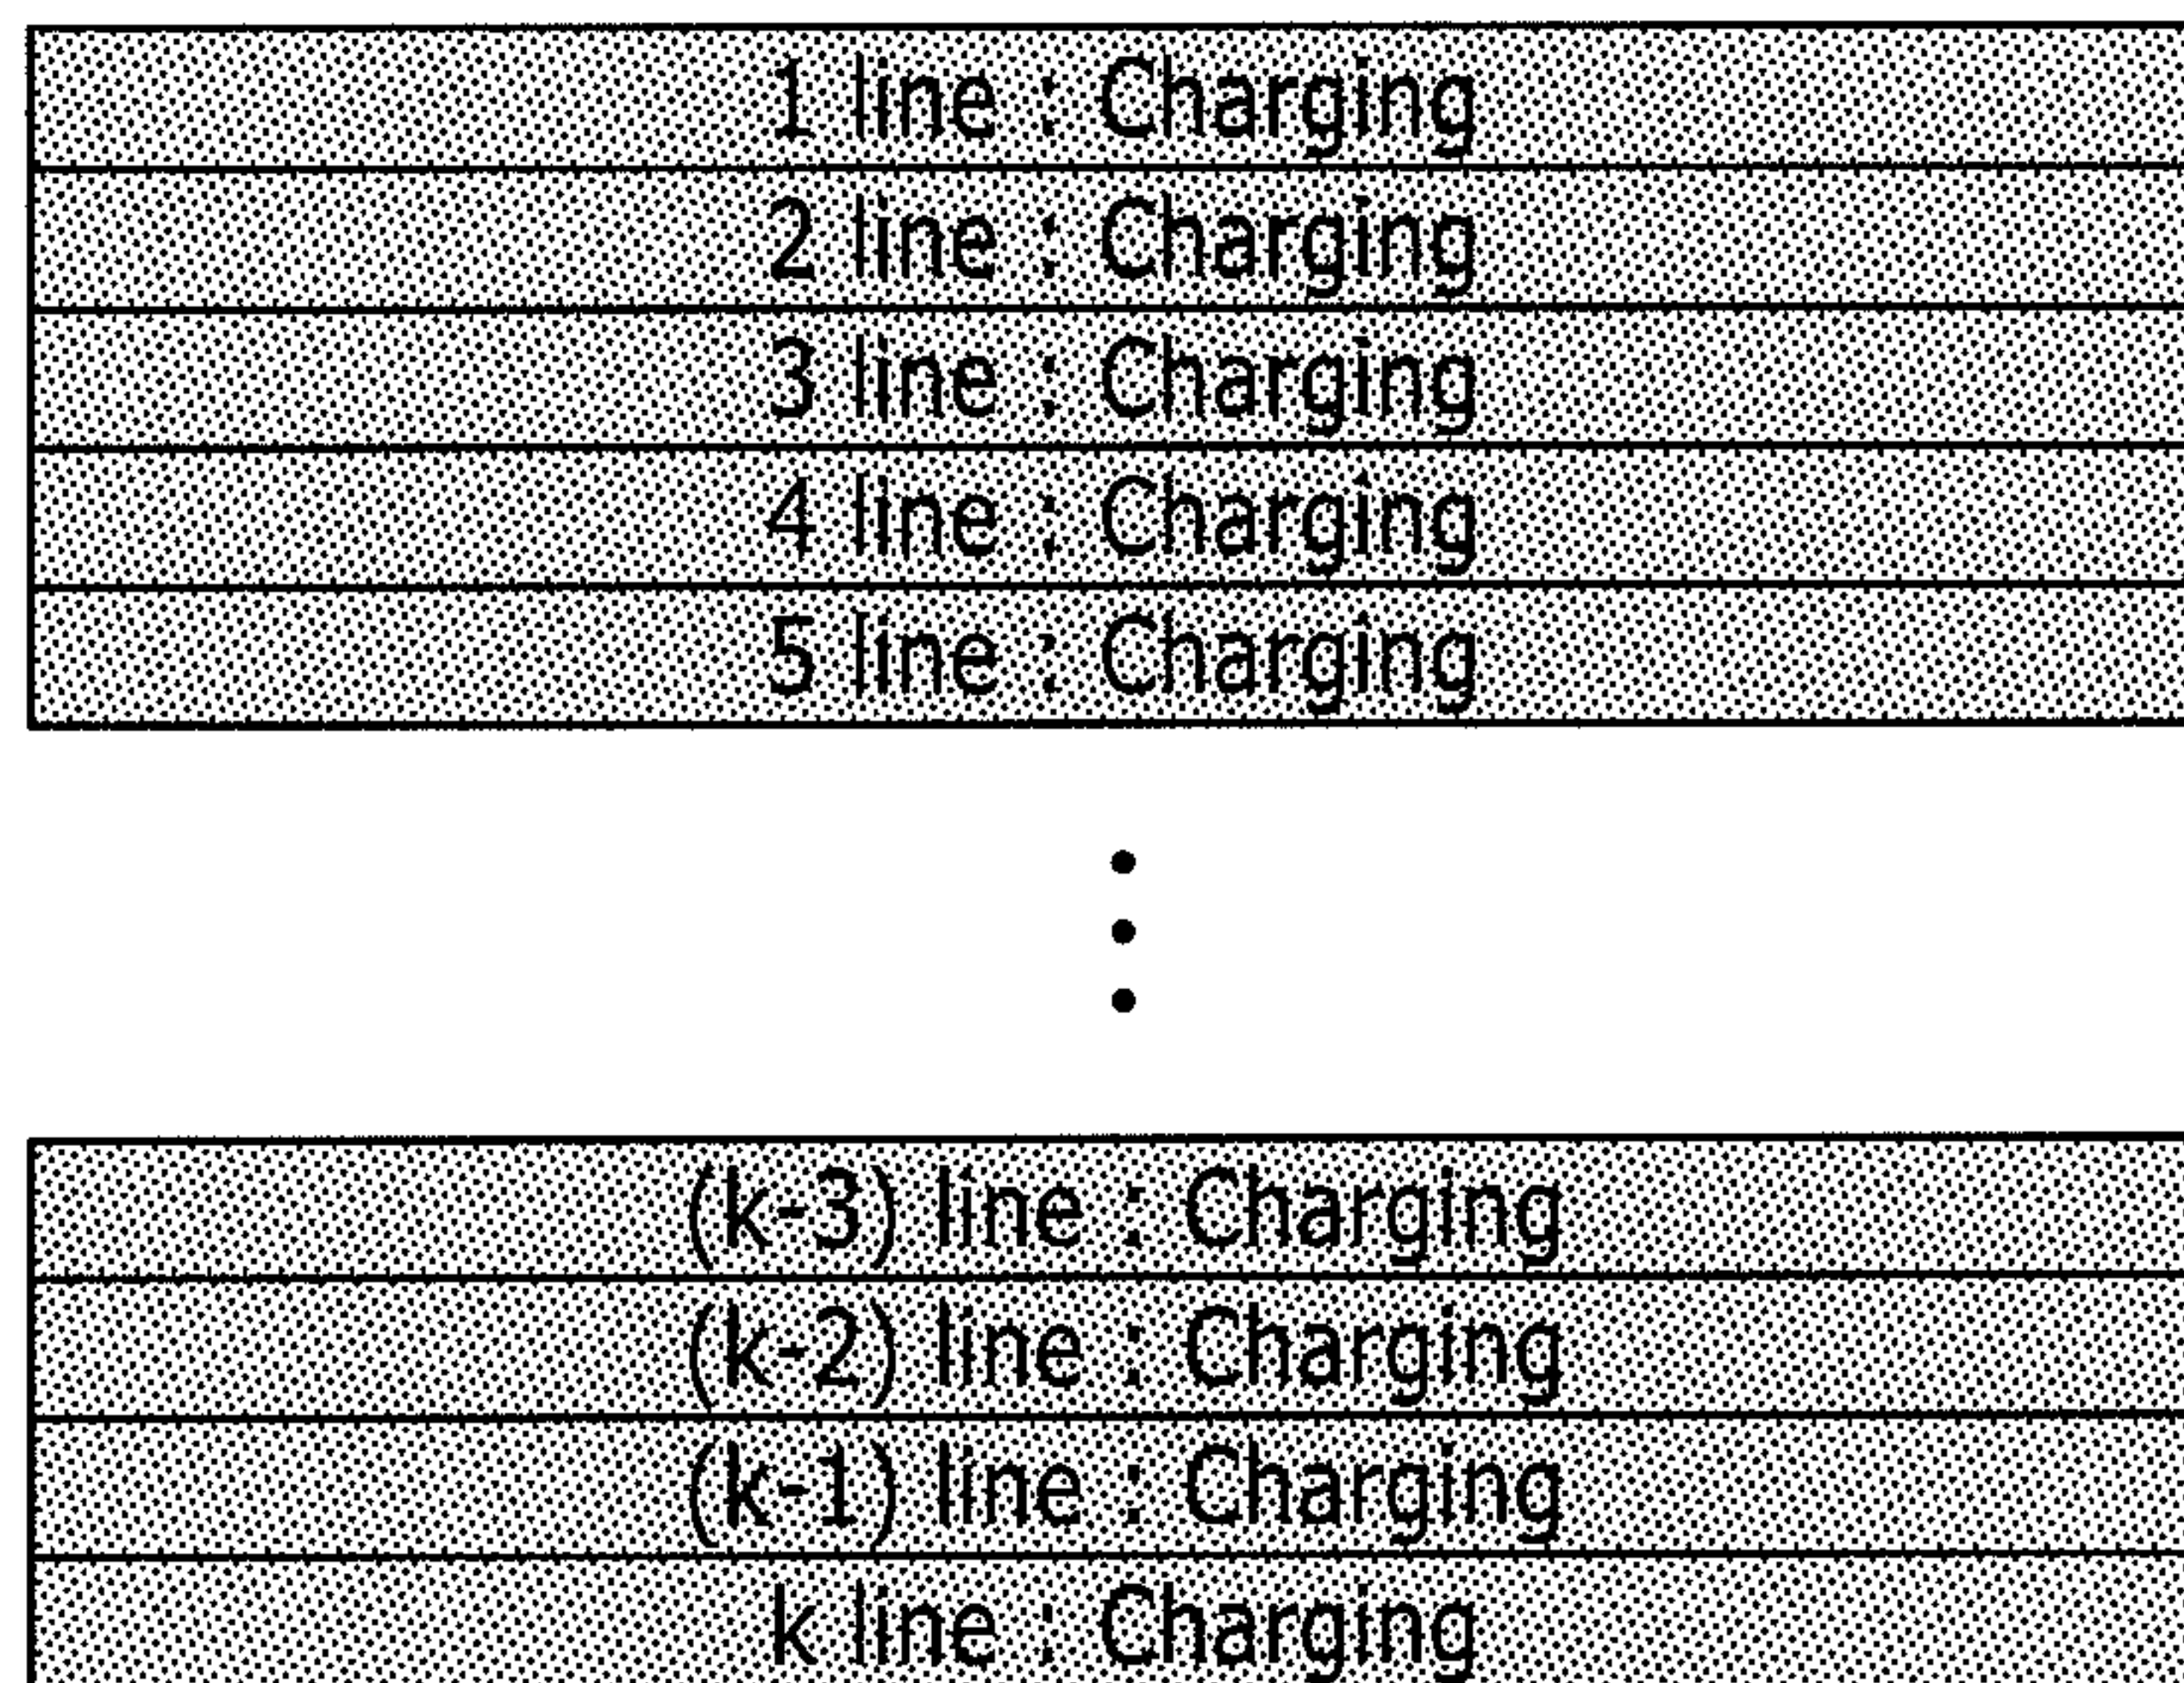 1 line : Charging
2 line : Charging
3 line : Charging
4 line : Charging
5 line : Charging
(k-3) line : Charging
(k-2) line : Charging
(k-1) line : Charging
k line : Charging